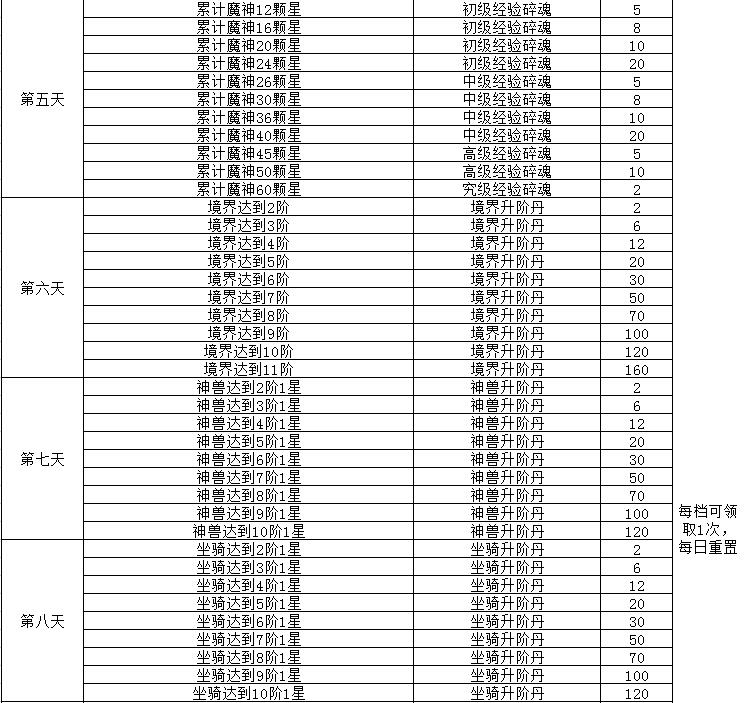 累计魔神12颗星 初级经验碎魂 5
累计魔神16颗星 初级经验碎魂 8
累计魔神20颗星 初级经验碎魂 10
累计魔神24颗星 初级经验碎魂 20
累计魔神26颗星 中级经验碎魂 5
第五天 累计魔神30颗星 中级经验碎魂 8
累计魔神36颗星 中级经验碎魂 10
累计魔神40颗星 中级经验碎魂 20
累计魔神45颗星 高级经验碎魂 5
累计魔神50颗星 高级经验碎魂 10
累计魔神60颗星 究级经验碎魂 2
境界达到2阶 境界升阶丹 2
境界达到3阶 境界升阶丹 6
境界达到4阶 境界升阶丹 12
境界达到5阶 境界升阶丹 20
第六天 境界达到6阶 境界升阶丹 30
境界达到7阶 境界升阶丹 50
境界达到8阶 境界升阶丹 70
境界达到9阶 境界升阶丹 100
境界达到10阶 境界升阶丹 120
境界达到11阶 境界升阶丹 160
神兽达到2阶1星 神兽升阶丹 2
神兽达到3阶1星 神兽升阶丹 6
神兽达到4阶1星 神兽升阶丹 12
神兽达到5阶1星 神兽升阶丹 20
第七天 神兽达到6阶1星 神兽升阶丹 30
神兽达到7阶1星 神兽升阶丹 50
神兽达到8阶1星 神兽升阶丹 70
神兽达到9阶1星 神兽升阶丹 100
神兽达到10阶1星 神兽升阶丹 120
每档可领
取1次，
每日重置
坐骑达到2阶1星 坐骑升阶丹 2
坐骑达到3阶1星 坐骑升阶丹 6
坐骑达到4阶1星 坐骑升阶丹 12
坐骑达到5阶1星 坐骑升阶丹 20
第八天 坐骑达到6阶1星 坐骑升阶丹 30
坐骑达到7阶1星 坐骑升阶丹 50
坐骑达到8阶1星 坐骑升阶丹 70
坐骑达到9阶1星 坐骑升阶丹 100
坐骑达到10阶1星 坐骑升阶丹 120